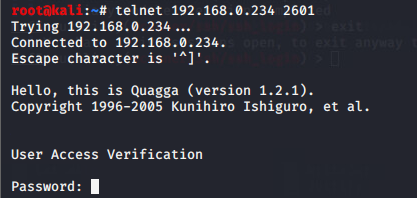 root@kali:~# telnet 192.168.0.234 2601
Trying 192.168.0.234...
Connected to 192.168.0.234.
Escape character is '^]'.
Hello, this is Quagga (version 1.2.1).
Copyright 1996-2005 Kunihiro Ishiguro, et al.
User Access Verification
Password: